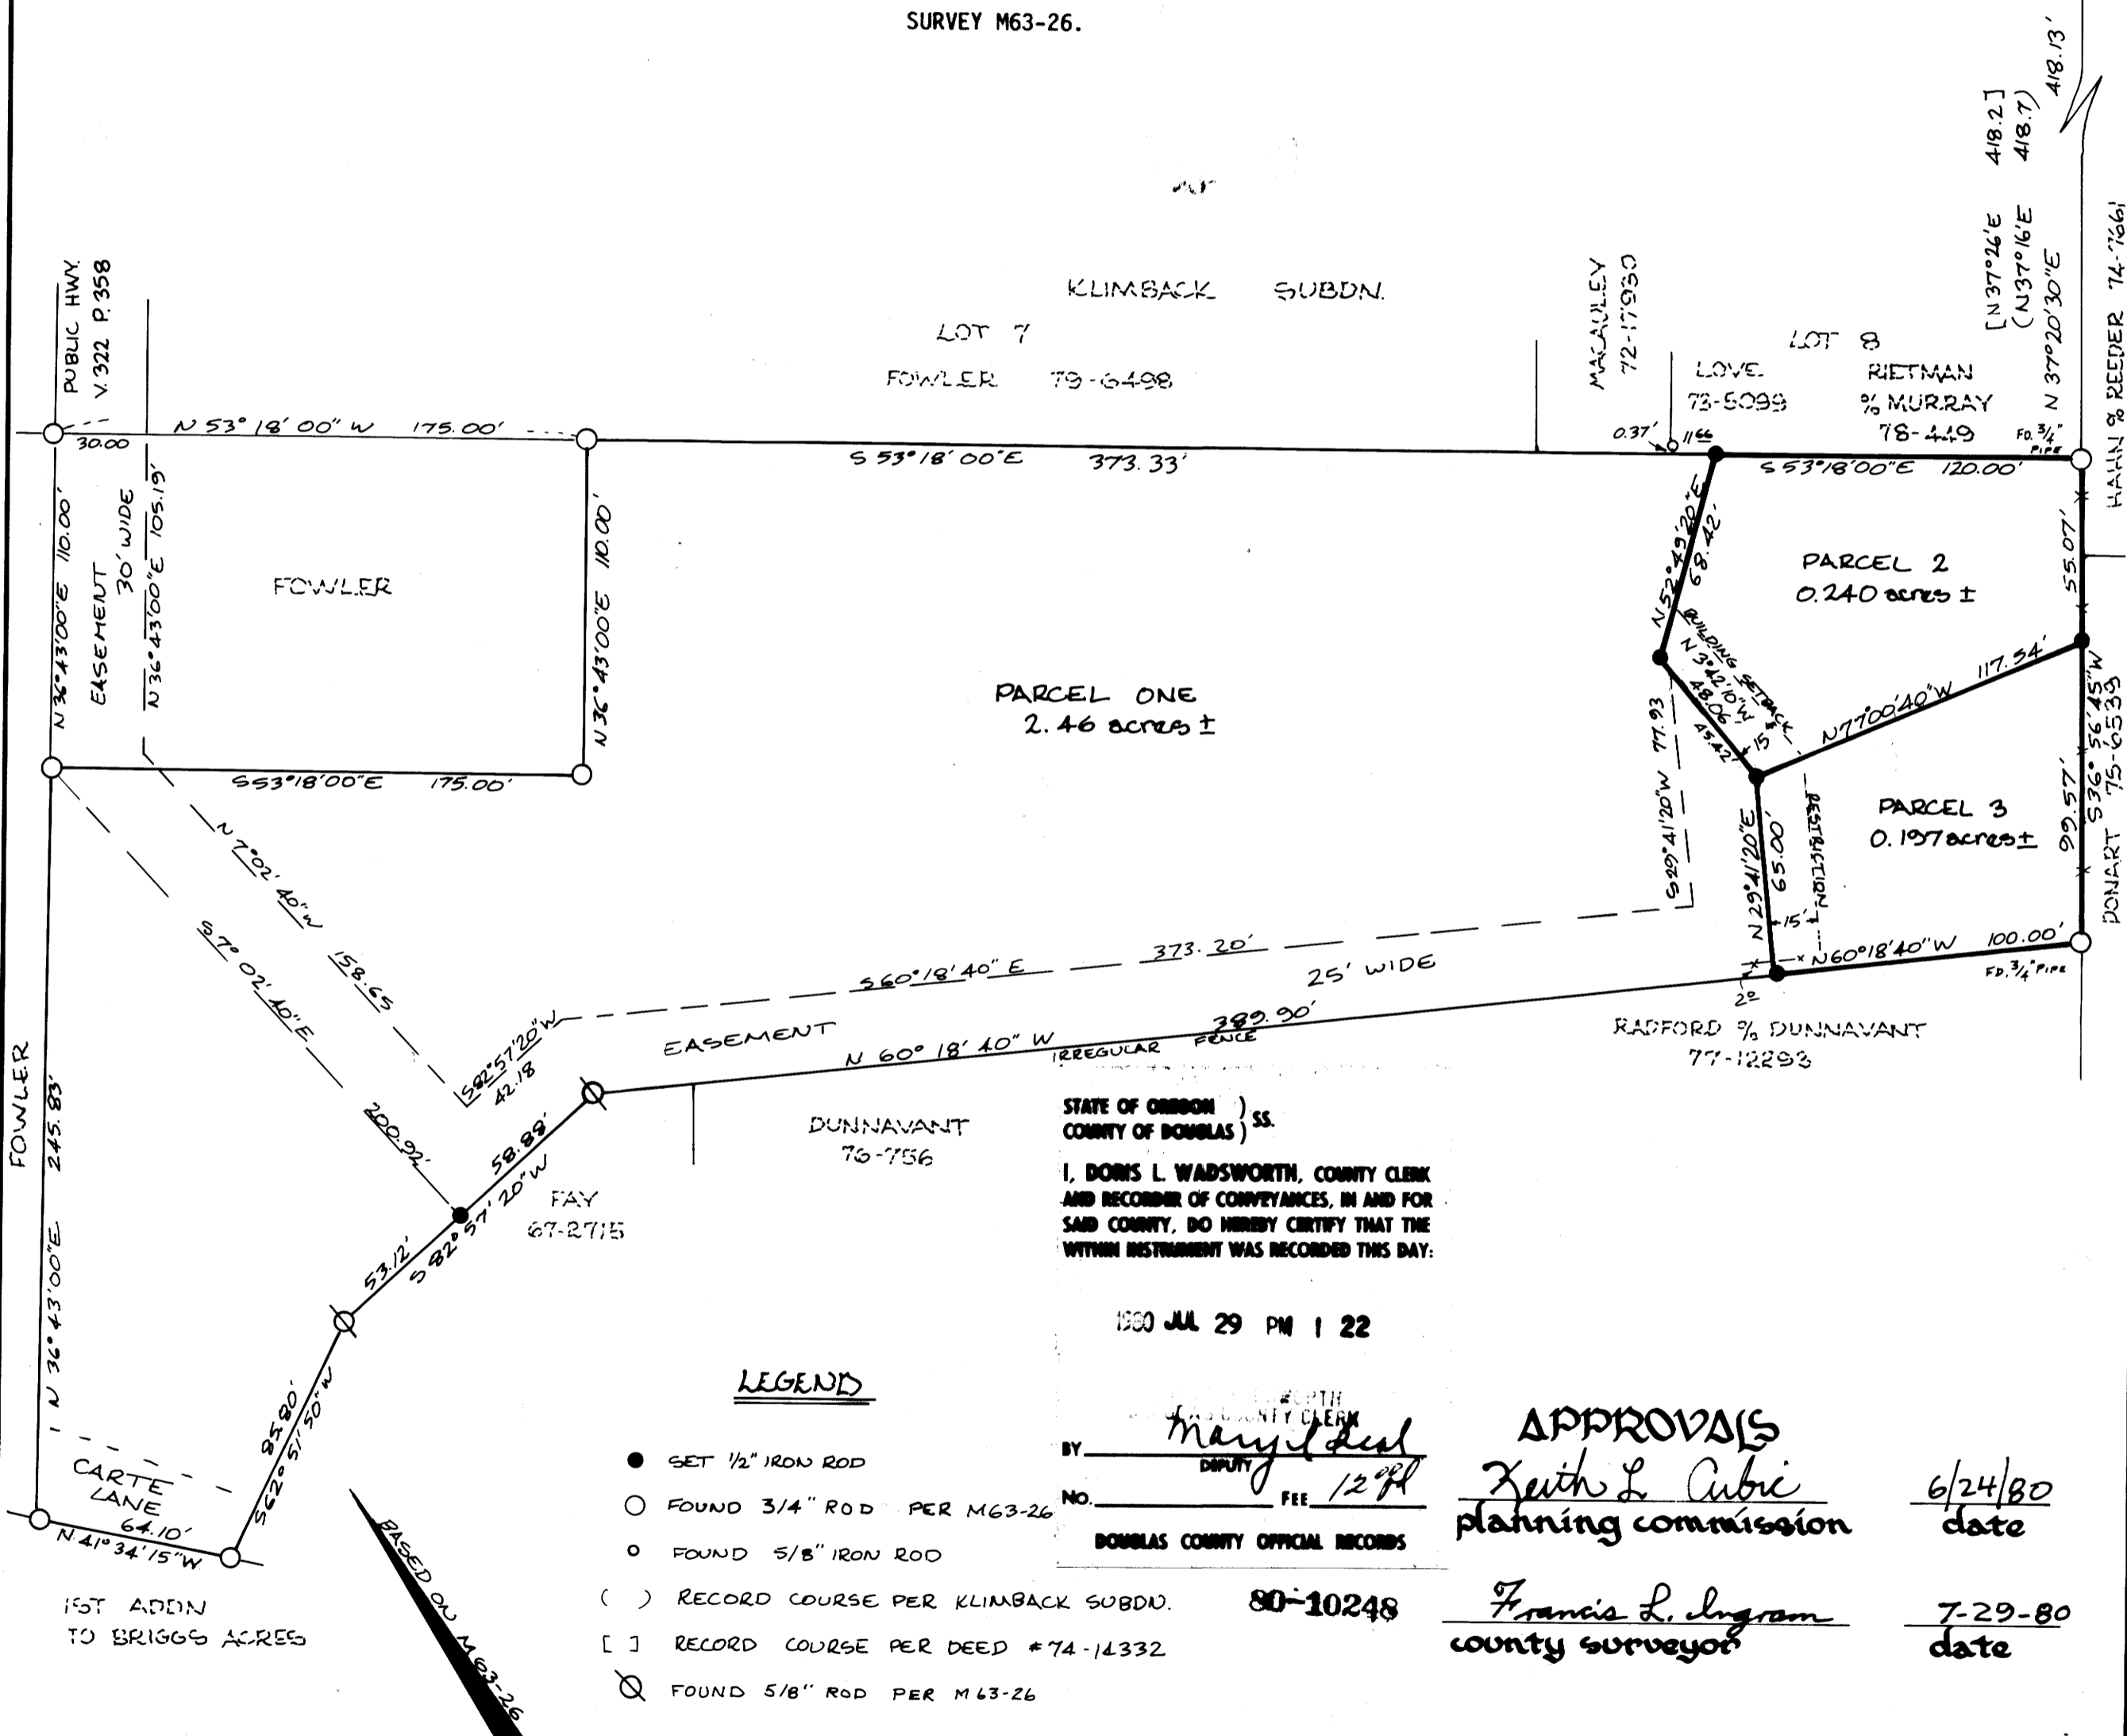 SURVEY M63-26.
418.13'
[N37°26'E 418.2]
(N37°16'E 418.7)
N 37°20'30"E
HAHN % REEDER 74-7661
PUBLIC HWY.
V.322 P.358
KLIMBACK SUBDN.
LOT 7
FOWLER 79-6498
MACAULEY
72-17930
LOT 8
LOVE
73-5099
RIETMAN
% MURRAY
78-449
FD. 3/4"
PIPE
30.00
N 53° 18' 00" W 175.00'
S 53°18'00"E 373.33'
0.37'
11.66
S 53°18'00"E 120.00'
N 36°43'00"E 110.00'
EASEMENT
30' WIDE
N36°43'00"E 105.19'
FOWLER
N 36°43'00"E 110.00'
S53°18'00"E 175.00'
PARCEL ONE
2.46 acres ±
N52°49'20"E
68.42'
PARCEL 2
0.240 acres ±
55.07'
BUILDING SETBACK
N 3°42'10"W
48.06'
45.42'
15'
N77°00'40"W 117.54'
S29°41'20"W 77.93
N 29°41'20"E
65.00'
RESTRICTION
15'
PARCEL 3
0.197 acres ±
99.57'
S36°56'45"W
DONART 75-6539
N60°18'40"W 100.00'
FD. 3/4" PIPE
2.0
N 7°02' 40"W 158.65
S 7° 02' 40"E 200.92'
S82°57'20"W
42.18
S 60°18'40" E 373.20'
25' WIDE
EASEMENT
N 60° 18' 40" W 389.90'
IRREGULAR FENCE
RADFORD % DUNNAVANT
77-12293
FOWLER
N 36°43'00"E 245.83'
58.88'
53.12'
S 82°57'20"W
FAY
67-2715
DUNNAVANT
76-756
85.80'
S62°51'50"W
CARTE
LANE
64.10'
N 41°34'15"W
1ST ADDN
TO BRIGGS ACRES
BASED ON M63-26
STATE OF OREGON ) SS.
COUNTY OF DOUGLAS )
I, DORIS L. WADSWORTH, COUNTY CLERK
AND RECORDER OF CONVEYANCES, IN AND FOR
SAID COUNTY, DO HEREBY CERTIFY THAT THE
WITHIN INSTRUMENT WAS RECORDED THIS DAY:
1980 JUL 29 PM 1 22
COUNTY CLERK
BY
DEPUTY
NO. FEE 12
DOUGLAS COUNTY OFFICIAL RECORDS
80-10248
LEGEND
SET 1/2" IRON ROD
FOUND 3/4" ROD PER M63-26
FOUND 5/8" IRON ROD
( ) RECORD COURSE PER KLIMBACK SUBDN.
[ ] RECORD COURSE PER DEED #74-14332
FOUND 5/8" ROD PER M 63-26
APPROVALS
Keith L Cubic 6/24/80
planning commission date
Francis L. Ingram 7-29-80
county surveyor date